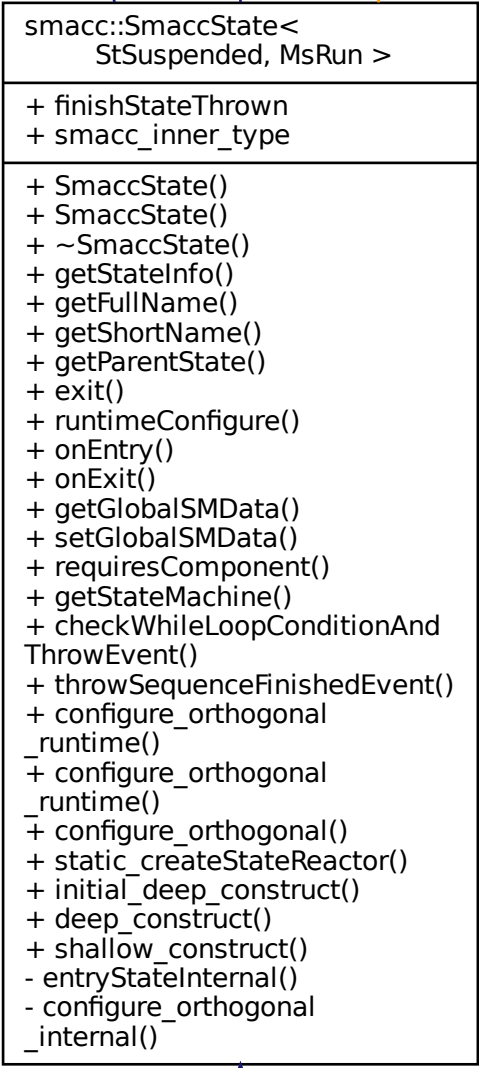 smacc::SmaccState<
StSuspended, MsRun >
+ finishStateThrown
+ smacc_inner_type
+ SmaccState()
+ SmaccState()
+ ~SmaccState()
+ getStateInfo()
+ getFullName()
+ getShortName()
+ getParentState()
+ exit()
+ runtimeConfigure()
+ onEntry()
+ onExit()
+ getGlobalSMData()
+ setGlobalSMData()
+ requiresComponent()
+ getStateMachine()
+ checkWhileLoopConditionAnd
ThrowEvent()
+ throwSequenceFinishedEvent()
+ configure_orthogonal
_runtime()
+ configure_orthogonal
_runtime()
+ configure_orthogonal()
+ static_createStateReactor()
+ initial_deep_construct()
+ deep_construct()
+ shallow_construct()
- entryStateInternal()
- configure_orthogonal
_internal()